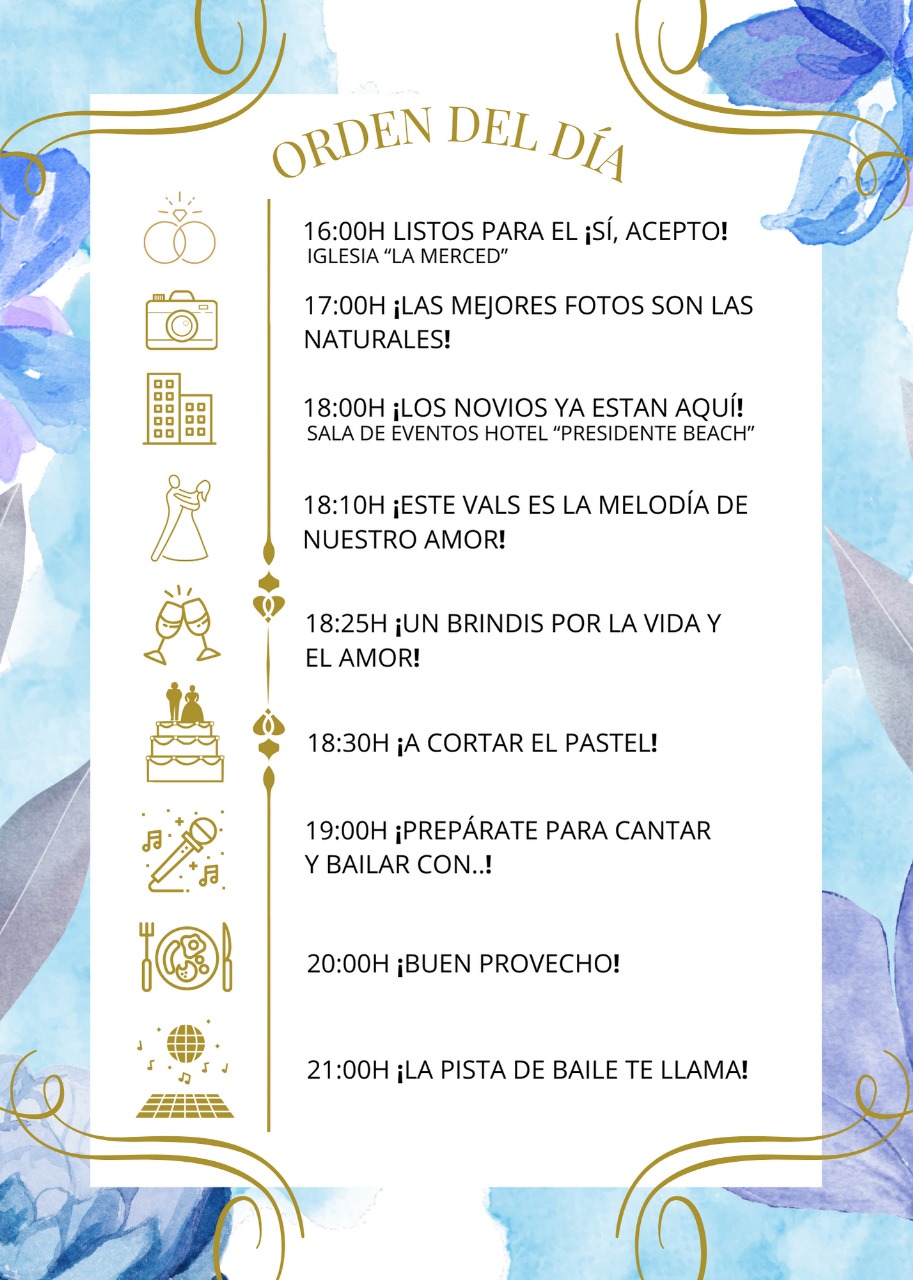 ORDEN DEL DÍA
16:00H LISTOS PARA EL ¡SÍ, ACEPTO!
IGLESIA “LA MERCED”
17:00H ¡LAS MEJORES FOTOS SON LAS
NATURALES!
18:00H ¡LOS NOVIOS YA ESTAN AQUÍ!
SALA DE EVENTOS HOTEL “PRESIDENTE BEACH”
18:10H ¡ESTE VALS ES LA MELODÍA DE
NUESTRO AMOR!
18:25H ¡UN BRINDIS POR LA VIDA Y
EL AMOR!
18:30H ¡A CORTAR EL PASTEL!
19:00H ¡PREPÁRATE PARA CANTAR
Y BAILAR CON..!
20:00H ¡BUEN PROVECHO!
21:00H ¡LA PISTA DE BAILE TE LLAMA!